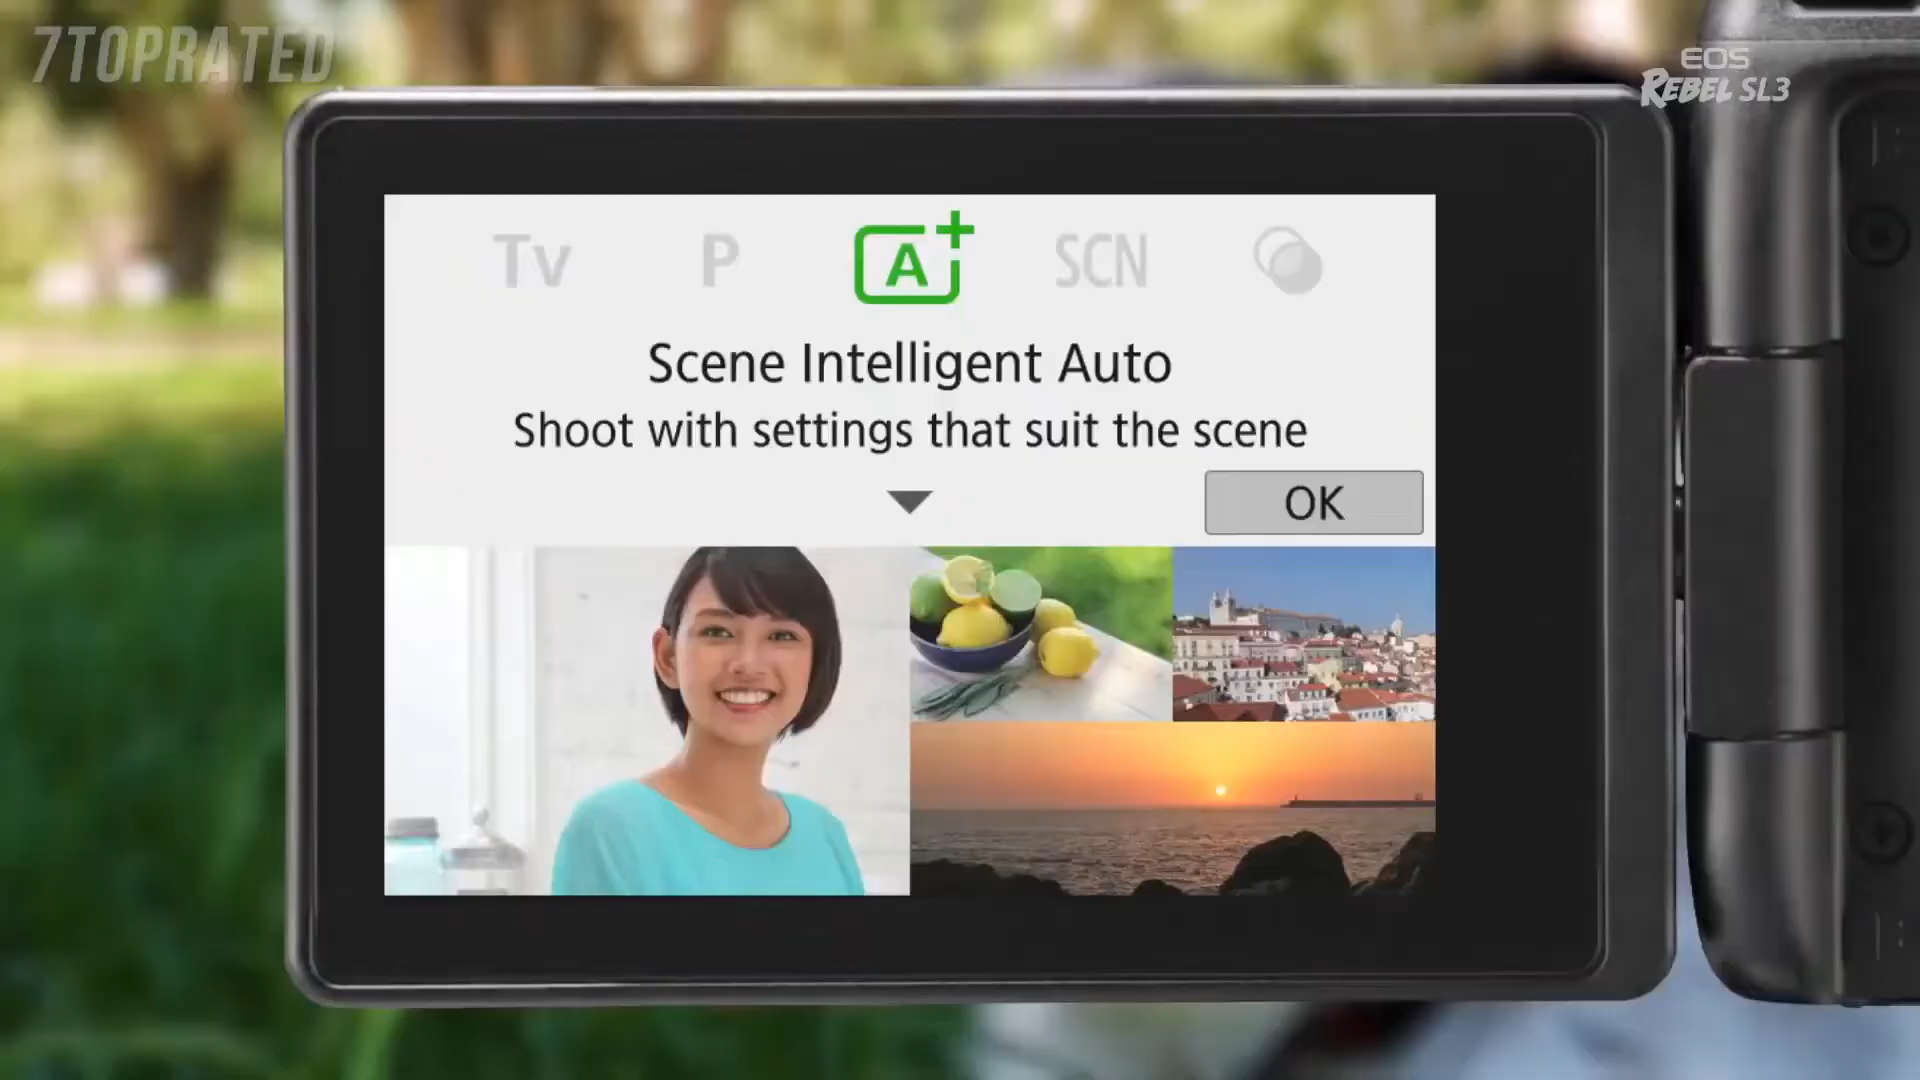 7TOPRATED
EOS
REBEL SL3
Tv P A+ SCN
Scene Intelligent Auto
Shoot with settings that suit the scene
OK